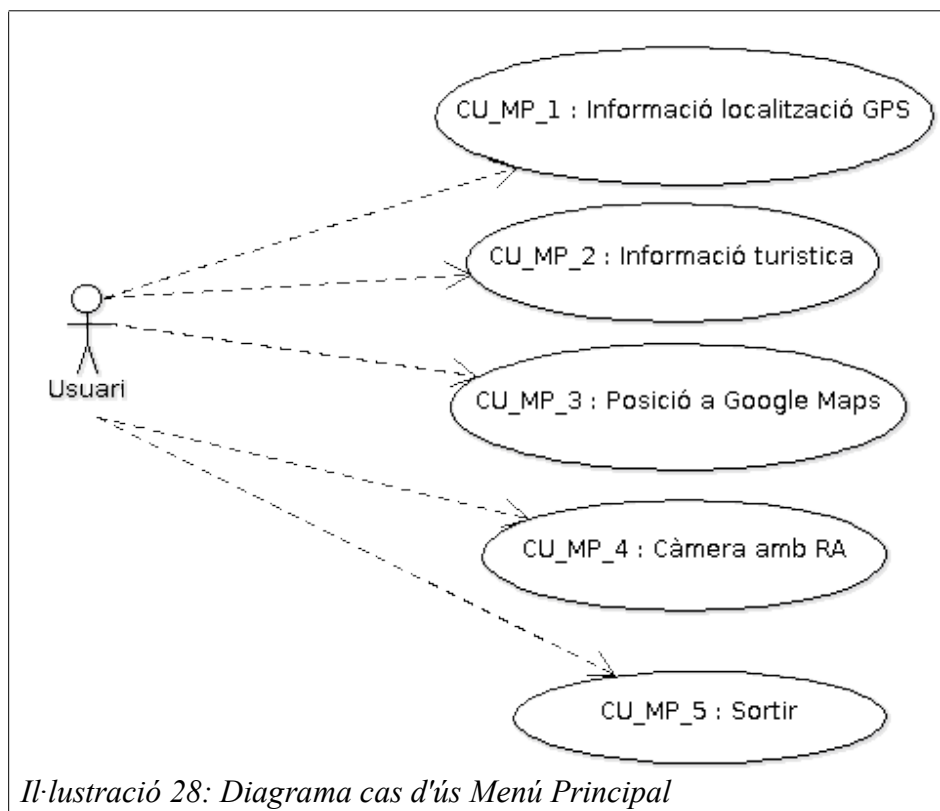 CU_MP_1 : Informació localització GPS
CU_MP_2 : Informació turistica
CU_MP_3 : Posició a Google Maps
Usuari
CU_MP_4 : Càmera amb RA
CU_MP_5 : Sortir
Il·lustració 28: Diagrama cas d'ús Menú Principal